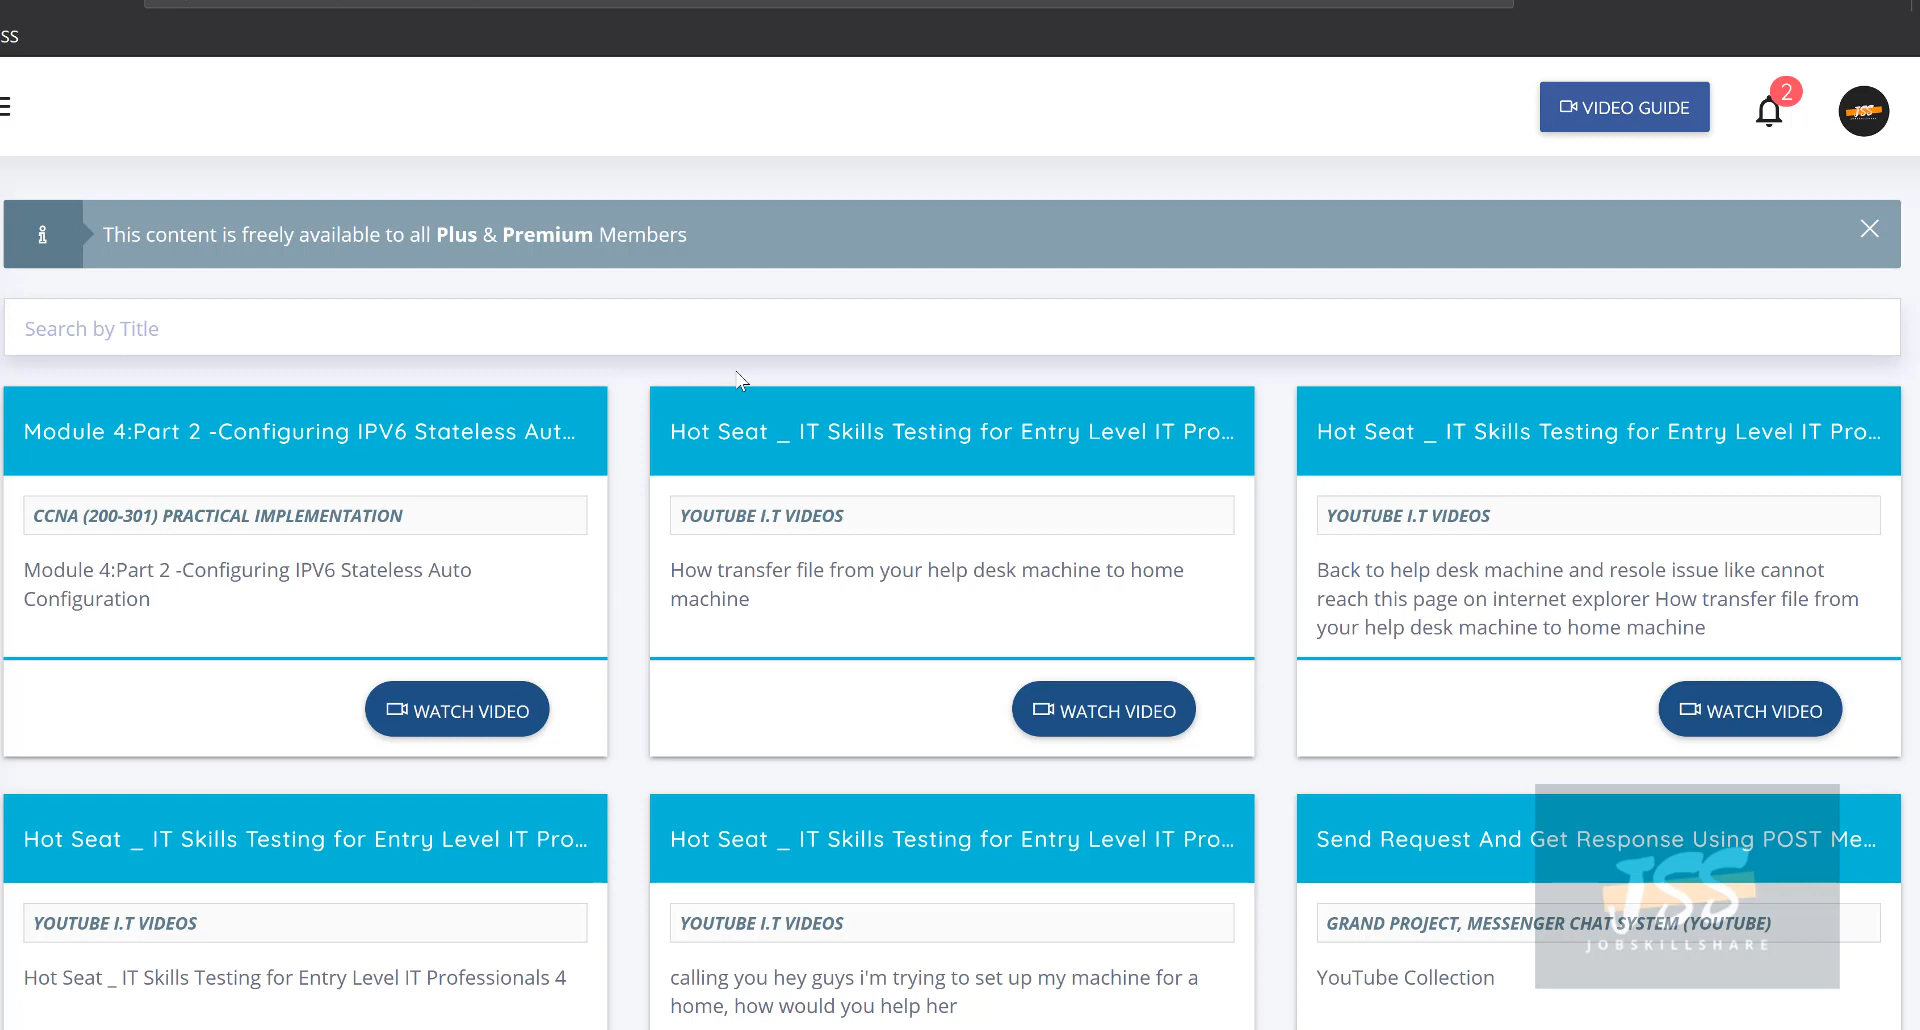 SS
VIDEO GUIDE
2
JSS
This content is freely available to all Plus & Premium Members
Search by Title
Module 4:Part 2 -Configuring IPV6 Stateless Aut...
Hot Seat _ IT Skills Testing for Entry Level IT Pro...
Hot Seat _ IT Skills Testing for Entry Level IT Pro...
CCNA (200-301) PRACTICAL IMPLEMENTATION
YOUTUBE I.T VIDEOS
YOUTUBE I.T VIDEOS
Module 4:Part 2 -Configuring IPV6 Stateless Auto
Configuration
How transfer file from your help desk machine to home
machine
Back to help desk machine and resole issue like cannot
reach this page on internet explorer How transfer file from
your help desk machine to home machine
WATCH VIDEO
WATCH VIDEO
WATCH VIDEO
Hot Seat _ IT Skills Testing for Entry Level IT Pro...
Hot Seat _ IT Skills Testing for Entry Level IT Pro...
Send Request And Get Response Using POST Me...
YOUTUBE I.T VIDEOS
YOUTUBE I.T VIDEOS
GRAND PROJECT, MESSENGER CHAT SYSTEM (YOUTUBE)
Hot Seat _ IT Skills Testing for Entry Level IT Professionals 4
calling you hey guys i'm trying to set up my machine for a
home, how would you help her
YouTube Collection
JSS
JOBSKILLSHARE